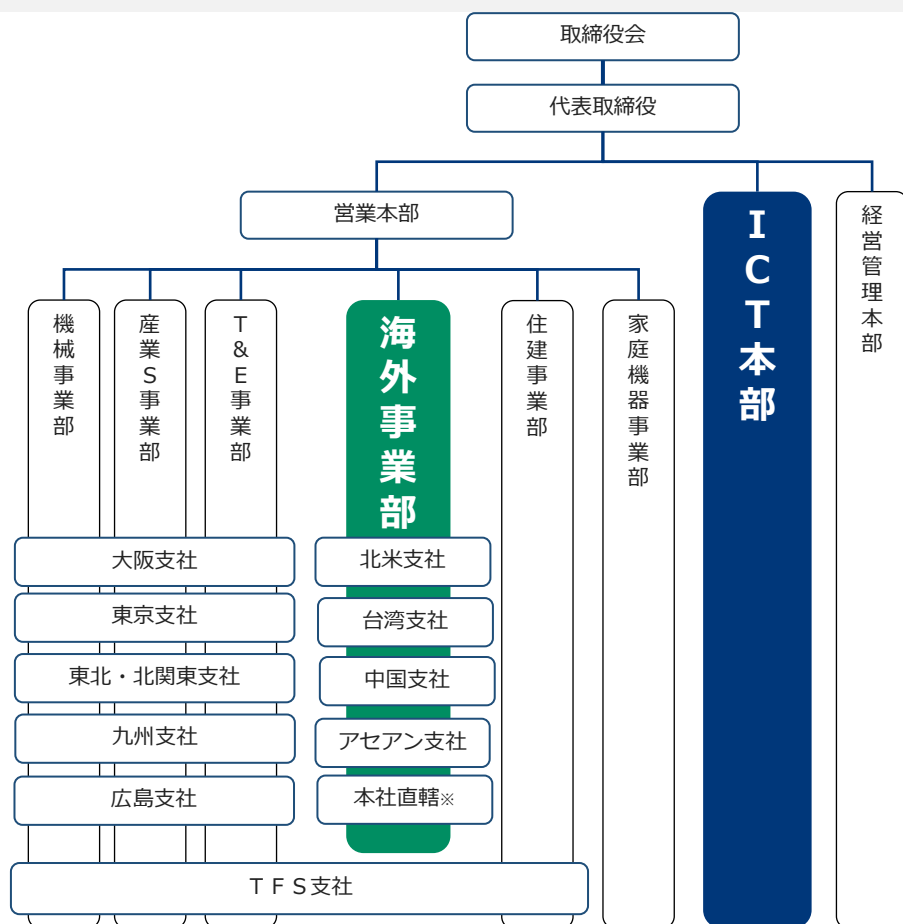 取締役会
代表取締役
営業本部
ICT本部
経営管理本部
機械事業部
産業S事業部
T&E事業部
海外事業部
住建事業部
家庭機器事業部
大阪支社
北米支社
東京支社
台湾支社
東北・北関東支社
中国支社
九州支社
アセアン支社
広島支社
本社直轄※
TFS支社